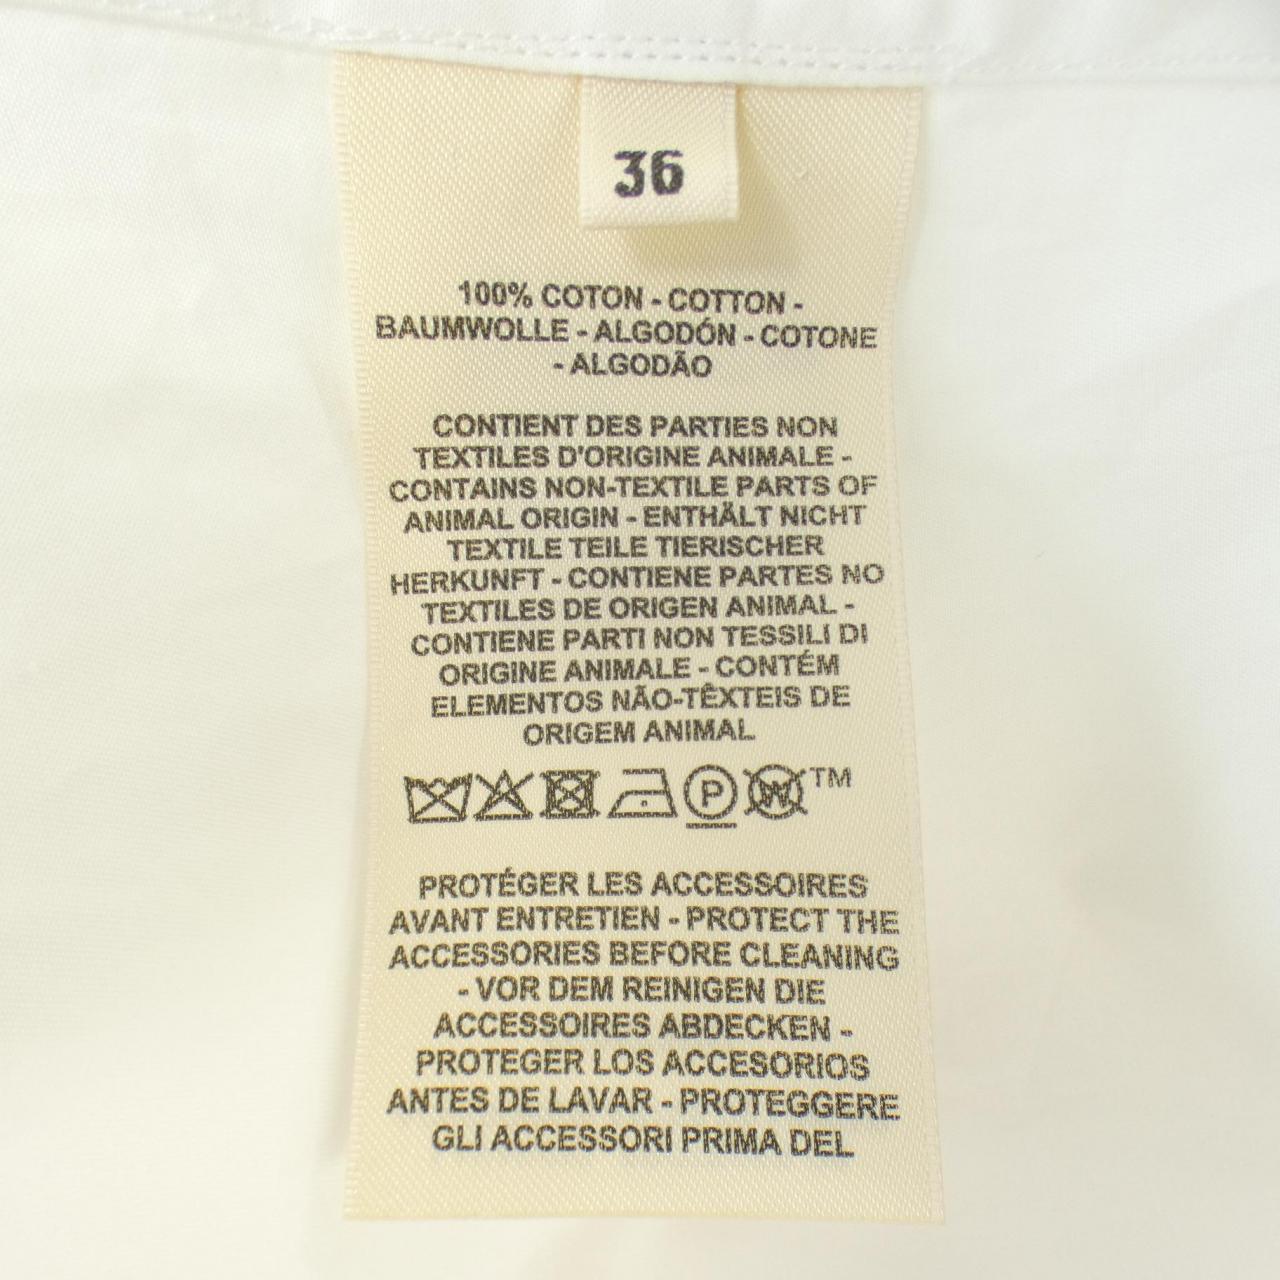 36
100% COTON - COTTON -
BAUMWOLLE - ALGODÓN - COTONE
- ALGODÃO
CONTIENT DES PARTIES NON
TEXTILES D'ORIGINE ANIMALE -
CONTAINS NON-TEXTILE PARTS OF
ANIMAL ORIGIN - ENTHÄLT NICHT
TEXTILE TEILE TIERISCHER
HERKUNFT - CONTIENE PARTES NO
TEXTILES DE ORIGEN ANIMAL -
CONTIENE PARTI NON TESSILI DI
ORIGINE ANIMALE - CONTÉM
ELEMENTOS NÃO-TÊXTEIS DE
ORIGEM ANIMAL
P W TM
PROTÉGER LES ACCESSOIRES
AVANT ENTRETIEN - PROTECT THE
ACCESSORIES BEFORE CLEANING
- VOR DEM REINIGEN DIE
ACCESSOIRES ABDECKEN -
PROTEGER LOS ACCESORIOS
ANTES DE LAVAR - PROTEGGERE
GLI ACCESSORI PRIMA DEL